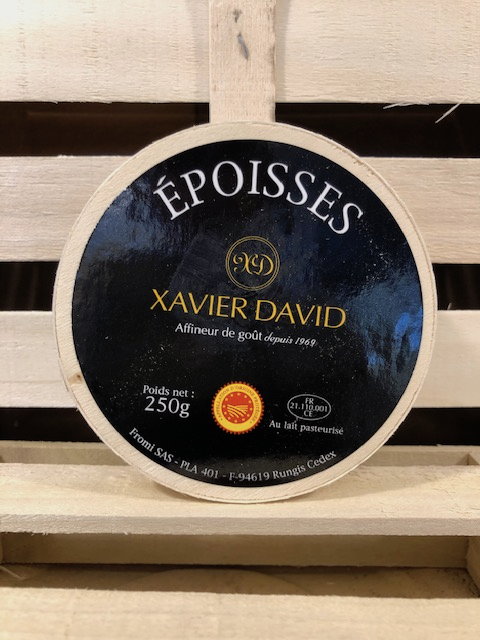 ÉPOISSES
XD
XAVIER DAVID
Affineur de goût depuis 1969
Poids net :
250g
FR
21.110.001
CE
Au lait pasteurisé
Fromi SAS - PLA 401 - F-94619 Rungis Cedex